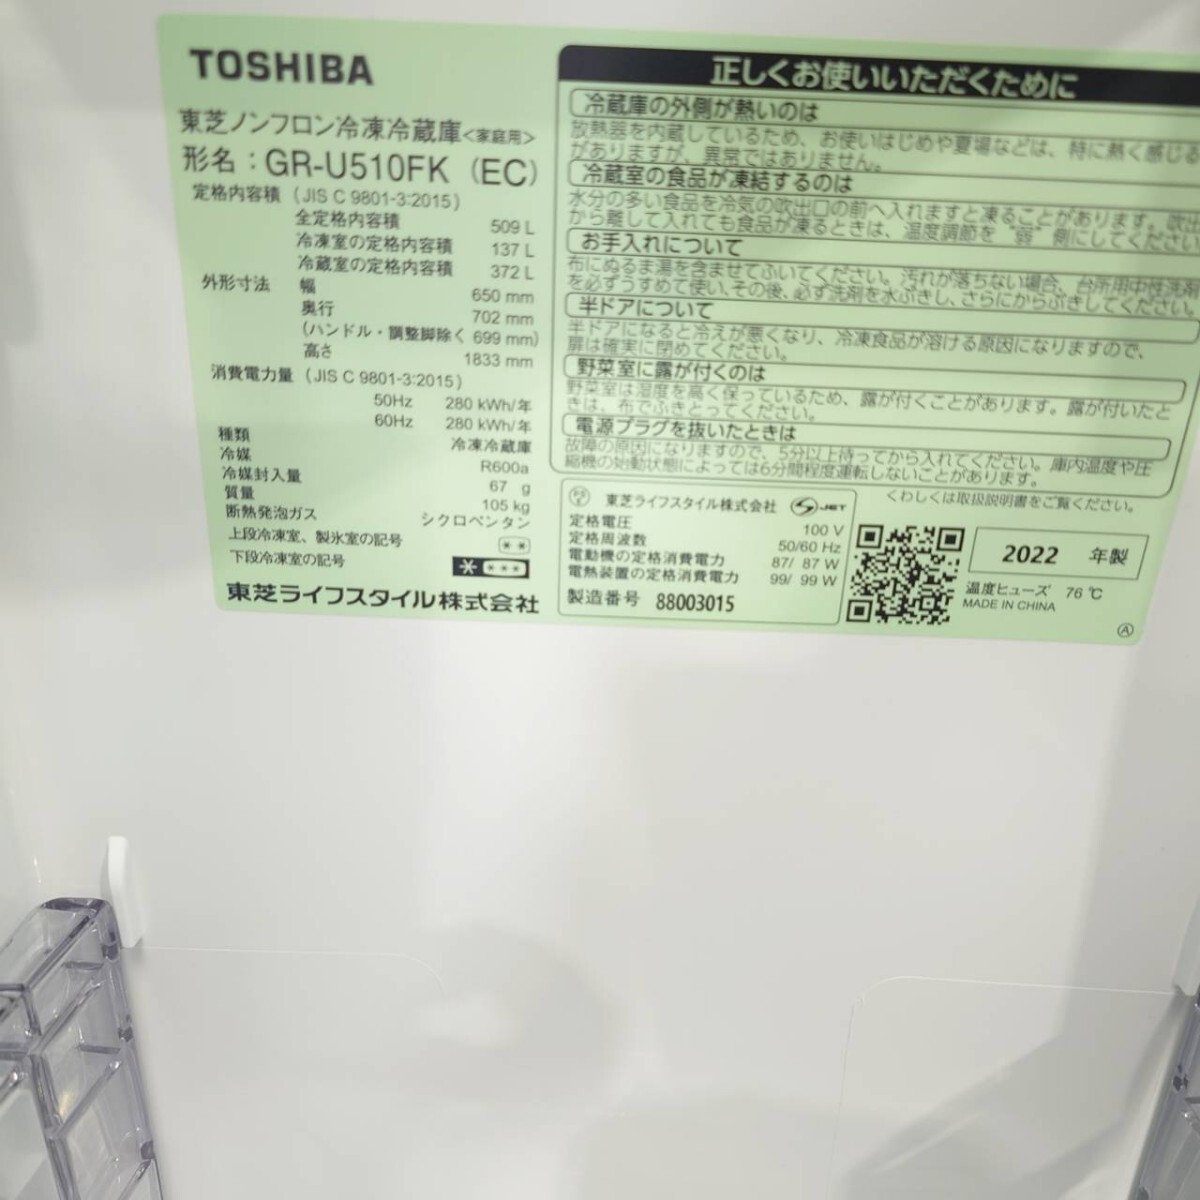 TOSHIBA
東芝ノンフロン冷凍冷蔵庫<家庭用>
形名：GR-U510FK (EC)
定格内容積 (JIS C 9801-3:2015)
全定格内容積 509 L
冷凍室の定格内容積 137 L
冷蔵室の定格内容積 372 L
外形寸法 幅 650 mm
奥行 702 mm
(ハンドル・調整脚除く 699 mm)
高さ 1833 mm
消費電力量 (JIS C 9801-3:2015)
50Hz 280 kWh/年
60Hz 280 kWh/年
種類 冷凍冷蔵庫
冷媒 R600a
冷媒封入量 67 g
質量 105 kg
断熱発泡ガス シクロペンタン
上段冷凍室、製氷室の記号
下段冷凍室の記号
東芝ライフスタイル株式会社
正しくお使いいただくために
冷蔵庫の外側が熱いのは
放熱器を内蔵しているため、お使いはじめや夏場などは、特に熱く感じる
がありますが、異常ではありません。
冷蔵室の食品が凍結するのは
水分の多い食品を冷気の吹出口の前へ入れますと凍ることがあります。吹出
から離して入れても食品が凍るときは、温度調節を"弱"側にしてください
お手入れについて
布にぬるま湯を含ませてふいてください。汚れが落ちない場合、台所用中性洗剤
を必ずうすめて使い、その後、必ず洗剤を水ぶきし、さらにからぶきしてください。
半ドアについて
半ドアになると冷えが悪くなり、冷凍食品が溶ける原因になりますので、
扉は確実に閉めてください。
野菜室に露が付くのは
野菜室は湿度を高く保っているため、露が付くことがあります。露が付いたと
きは、布でふきとってください。
電源プラグを抜いたときは
故障の原因になりますので、5分以上待ってから入れてください。庫内温度や圧
縮機の始動状態によっては6分間程度運転しないことがあります。
くわしくは取扱説明書をご覧ください。
東芝ライフスタイル株式会社 JET
定格電圧 100 V
定格周波数 50/60 Hz
電動機の定格消費電力 87/ 87 W
電熱装置の定格消費電力 99/ 99 W
製造番号 88003015
2022 年製
温度ヒューズ 76 ℃
MADE IN CHINA
Ⓐ